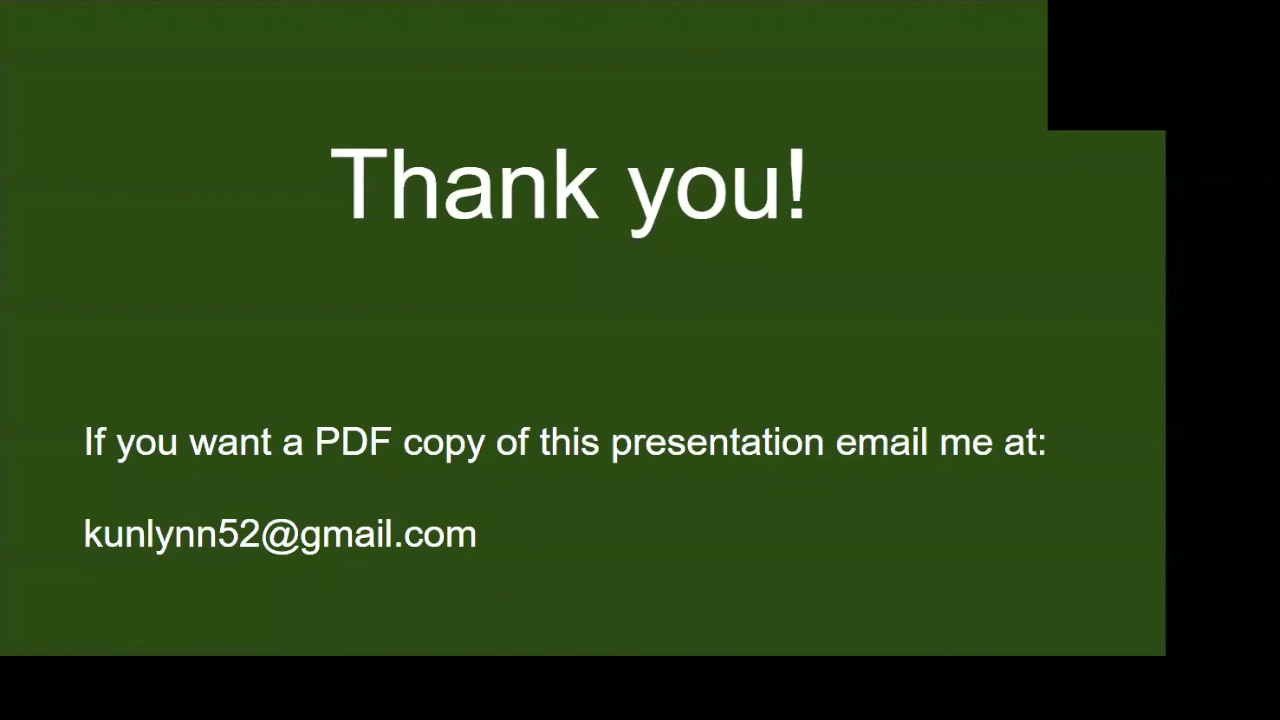 Thank you!
If you want a PDF copy of this presentation email me at:
kunlynn52@gmail.com